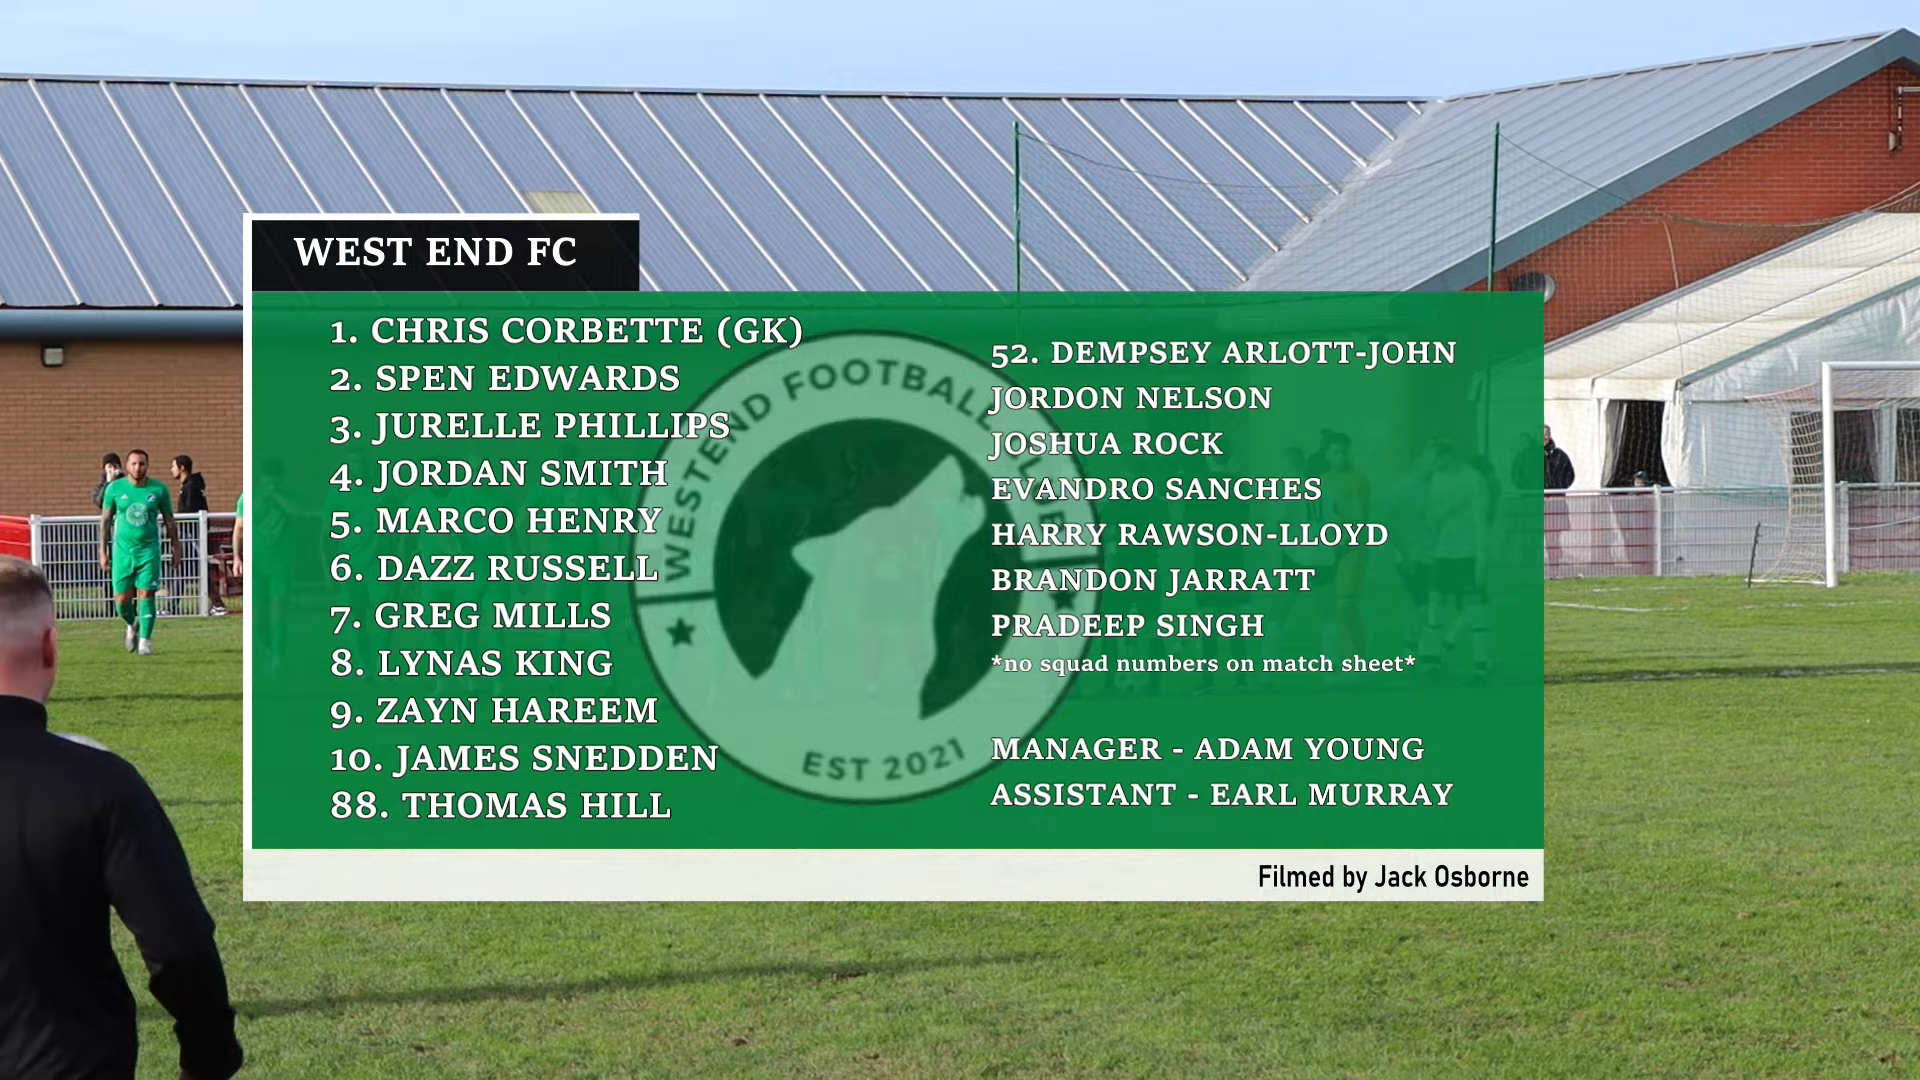 WEST END FC
1. CHRIS CORBETTE (GK)
2. SPEN EDWARDS
3. JURELLE PHILLIPS
4. JORDAN SMITH
5. MARCO HENRY
6. DAZZ RUSSELL
7. GREG MILLS
8. LYNAS KING
9. ZAYN HAREEM
10. JAMES SNEDDEN
88. THOMAS HILL
52. DEMPSEY ARLOTT-JOHN
JORDON NELSON
JOSHUA ROCK
EVANDRO SANCHES
HARRY RAWSON-LLOYD
BRANDON JARRATT
PRADEEP SINGH
*no squad numbers on match sheet*
MANAGER - ADAM YOUNG
ASSISTANT - EARL MURRAY
WESTEND FOOTBALL
EST 2021
Filmed by Jack Osborne